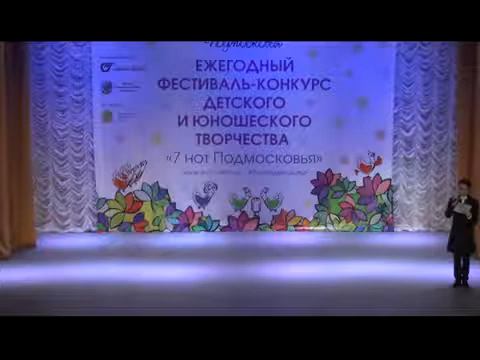 ЕЖЕГОДНЫЙ
ФЕСТИВАЛЬ-КОНКУРС
ДЕТСКОГО
И ЮНОШЕСКОГО
ТВОРЧЕСТВА
«7 нот Подмосковья»